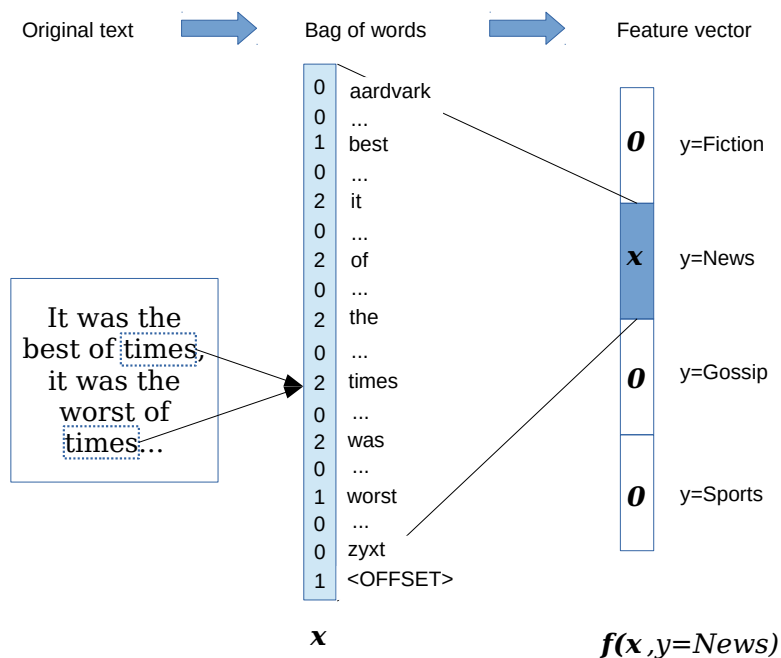 Original text
Bag of words
Feature vector
It was the
best of times,
it was the
worst of
times...
0 aardvark
0 ...
1 best
0 ...
2 it
0 ...
2 of
0 ...
2 the
0 ...
2 times
0 ...
2 was
0 ...
1 worst
0 ...
0 zyxt
1 <OFFSET>
x
0 y=Fiction
x y=News
0 y=Gossip
0 y=Sports
f(x ,y=News)